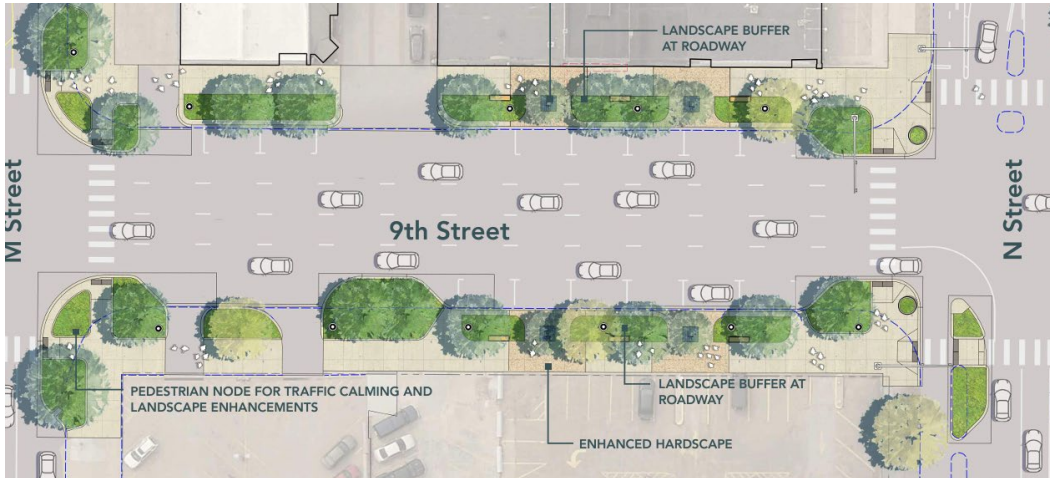 LANDSCAPE BUFFER
AT ROADWAY
M Street
9th Street
N Street
PEDESTRIAN NODE FOR TRAFFIC CALMING AND
LANDSCAPE ENHANCEMENTS
LANDSCAPE BUFFER AT
ROADWAY
ENHANCED HARDSCAPE